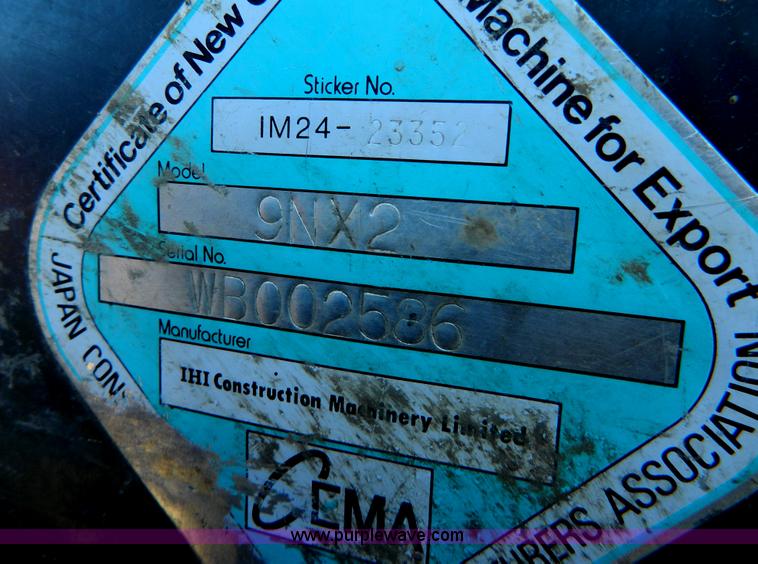 Certificate of New C
Machine for Export
Sticker No.
IM24-23352
Model
9NX2
Serial No.
WB002586
Manufacturer
IHI Construction Machinery Limited
CEMA
JAPAN CON
URERS ASSOCIATION
www.purplewave.com